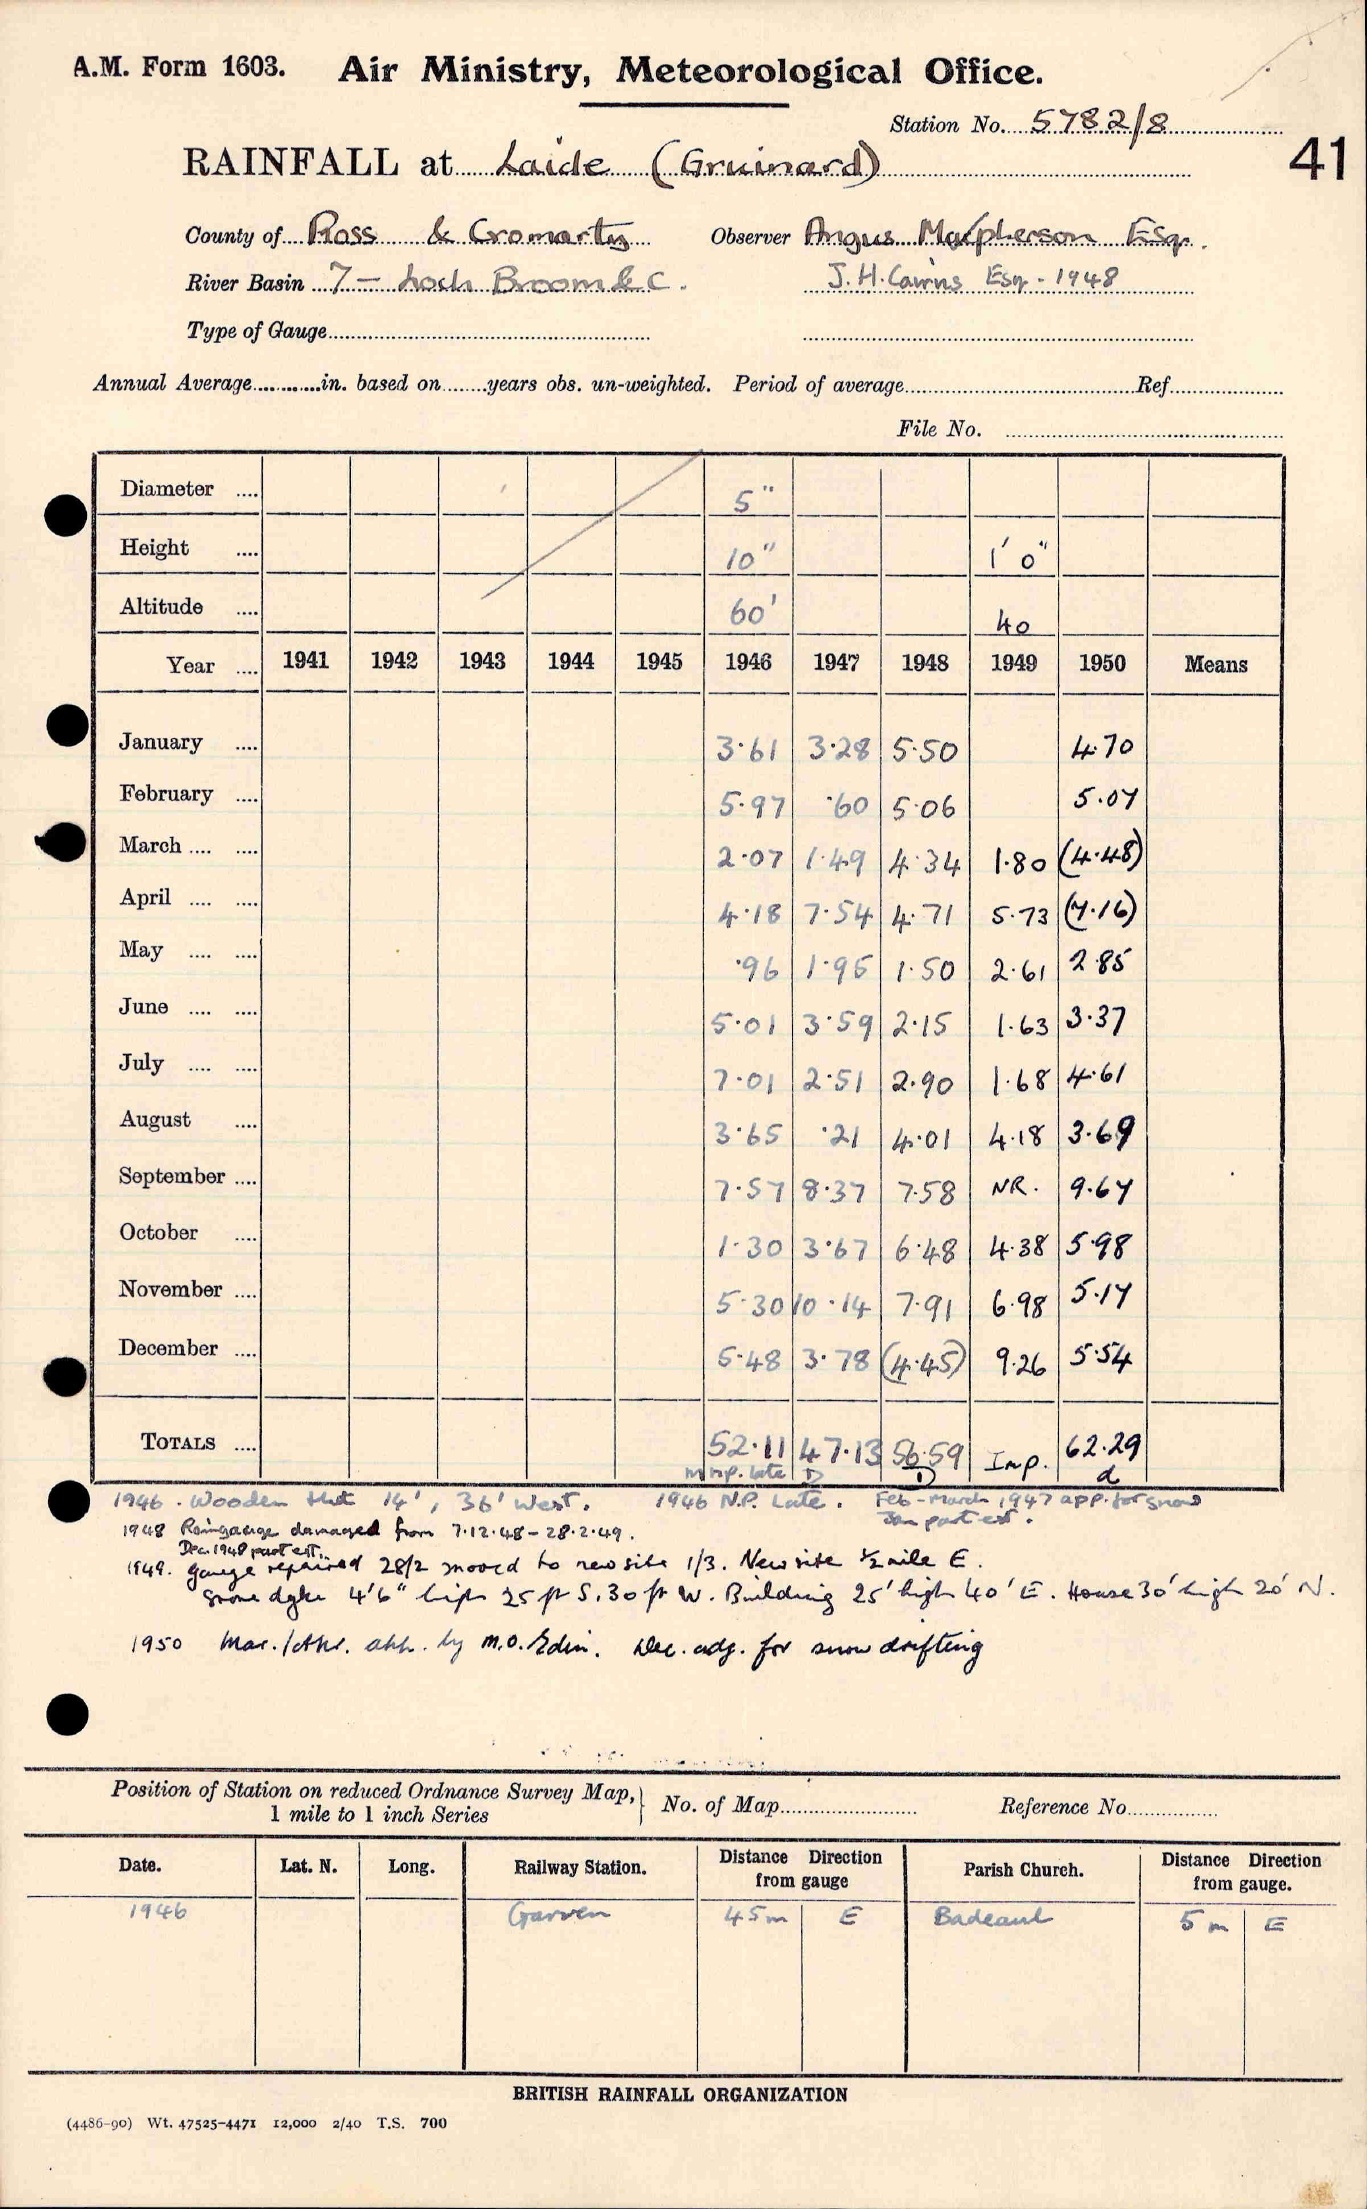 A.M. Form 1603. Air Ministry, Meteorological Office.
Station No. 5782/8
RAINFALL at Laide (Gruinard)
41
County of Ross & Cromarty Observer Angus Macpherson Esq.
River Basin 7 – Loch Broom &c. J.H. Cairns Esq - 1948
Type of Gauge
Annual Average............in. based on........years obs. un-weighted. Period of average Ref.
File No.
Diameter .... 5"
Height .... 10" 1' 0"
Altitude .... 60' 40
Year .... 1941 1942 1943 1944 1945 1946 1947 1948 1949 1950 Means
January .... 3·61 3·28 5·50 4·70
February .... 5·97 ·60 5·06 5·07
March .... .... 2·07 1·49 4·34 1·80 (4·48)
April .... .... 4·18 7·54 4·71 5·73 (7·16)
May .... .... ·96 1·95 1·50 2·61 2·85
June .... .... 5·01 3·59 2·15 1·63 3·37
July .... .... 7·01 2·51 2·90 1·68 4·61
August .... 3·65 ·21 4·01 4·18 3·69
September .... 7·57 8·37 7·58 NR. 9·67
October .... 1·30 3·67 6·48 4·38 5·98
November .... 5·30 10·14 7·91 6·98 5·17
December .... 5·48 3·78 (4·45) 9·26 5·54
TOTALS .... 52·11 47·13 56·59 Imp. 62·29
mp. late D D d
1946. Wooden Hut 14', 36' West. 1946 N.P. Late. Feb - March 1947 app. for snow
Jan part est.
1948 Raingauge damaged from 7·12·48 – 28·2·49.
Dec. 1948 part est.
1949. Gauge repaired 28/2 moved to new site 1/3. New site ½ mile E.
dyke 4'6" high 25 ft S. 30 ft W. Building 25' high 40' E. House 30' high 20' N.
1950 Mar. by M.O. Edin. Dec. adj. for snow drifting
Position of Station on reduced Ordnance Survey Map, 1 mile to 1 inch Series } No. of Map Reference No.
Date. Lat. N. Long. Railway Station. Distance Direction from gauge Parish Church. Distance Direction from gauge.
1946 Garven 45m E Badcaul 5m E
BRITISH RAINFALL ORGANIZATION
(4486-90) Wt. 47525-4471 12,000 2/40 T.S. 700